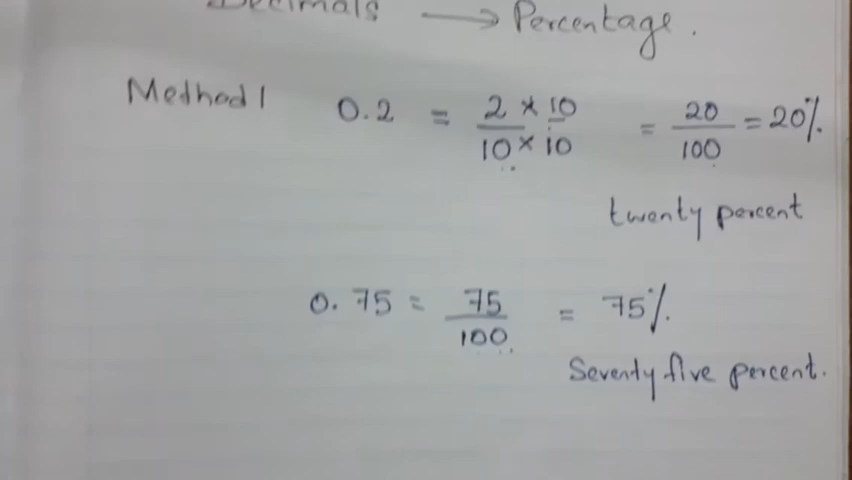 Decimals → Percentage.
Method 1 0.2 = 2 × 10 / 10 × 10 = 20/100 = 20%.
twenty percent
0.75 = 75/100 = 75%.
Seventy five percent.